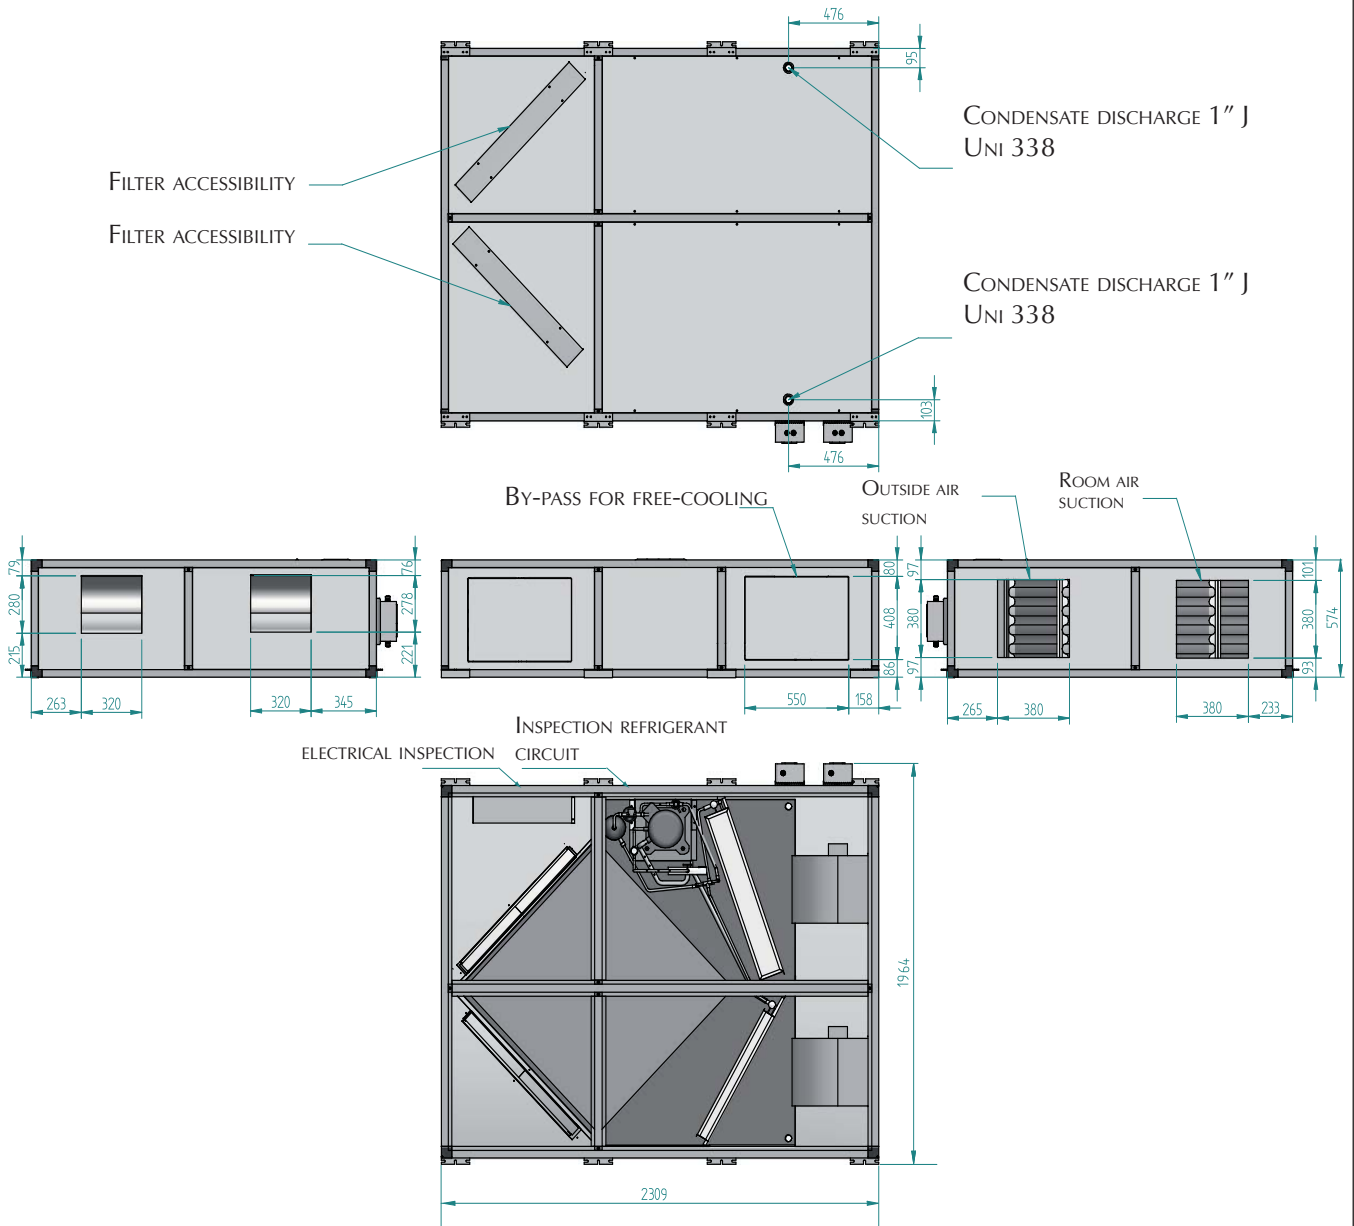 476
95
CONDENSATE DISCHARGE 1" J
UNI 338
FILTER ACCESSIBILITY
FILTER ACCESSIBILITY
CONDENSATE DISCHARGE 1" J
UNI 338
103
476
BY-PASS FOR FREE-COOLING
OUTSIDE AIR
SUCTION
ROOM AIR
SUCTION
79
280
215
263
320
320
345
76
278
221
80
408
86
550
158
97
380
97
265
380
380
233
101
380
93
574
ELECTRICAL INSPECTION
INSPECTION REFRIGERANT
CIRCUIT
1964
2309